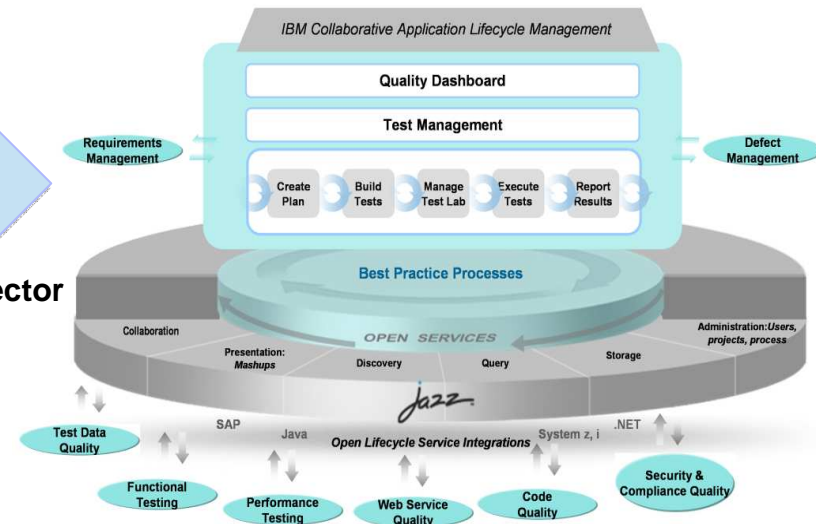 IBM Collaborative Application Lifecycle Management
Quality Dashboard
Test Management
Requirements
Management
Defect
Management
Create
Plan
Build
Tests
Manage
Test Lab
Execute
Tests
Report
Results
Best Practice Processes
ector
OPEN SERVICES
Collaboration
Presentation:
Mashups
Discovery
Query
Storage
Administration:Users,
projects, process
Jazz
SAP
Java
Open Lifecycle Service Integrations
System z, i
.NET
Test Data
Quality
Functional
Testing
Performance
Testing
Web Service
Quality
Code
Quality
Security &
Compliance Quality